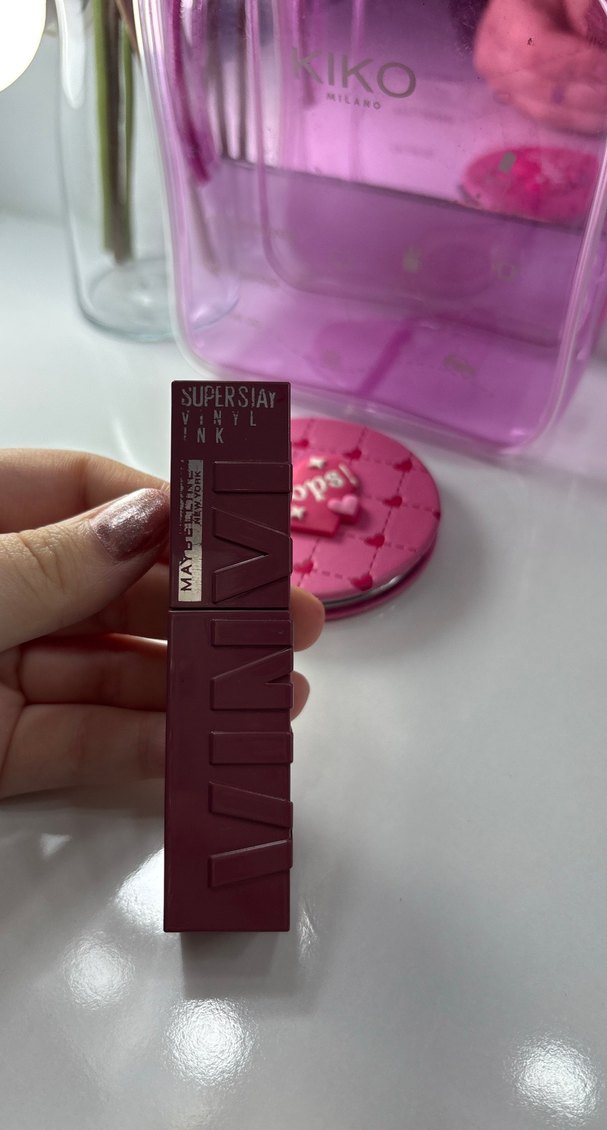 KIKO
MILANO
SUPERSTAY
VINYL
INK
MAYBELLINE
NEW YORK
VINYL